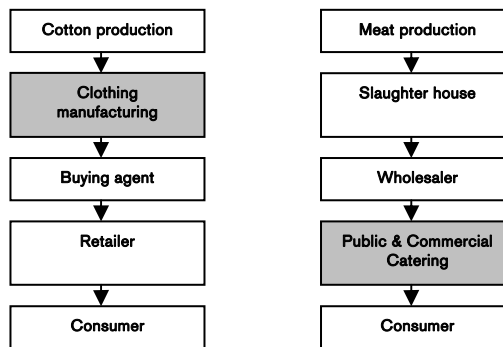 Cotton production
Clothing
manufacturing
Buying agent
Retailer
Consumer
Meat production
Slaughter house
Wholesaler
Public & Commercial
Catering
Consumer